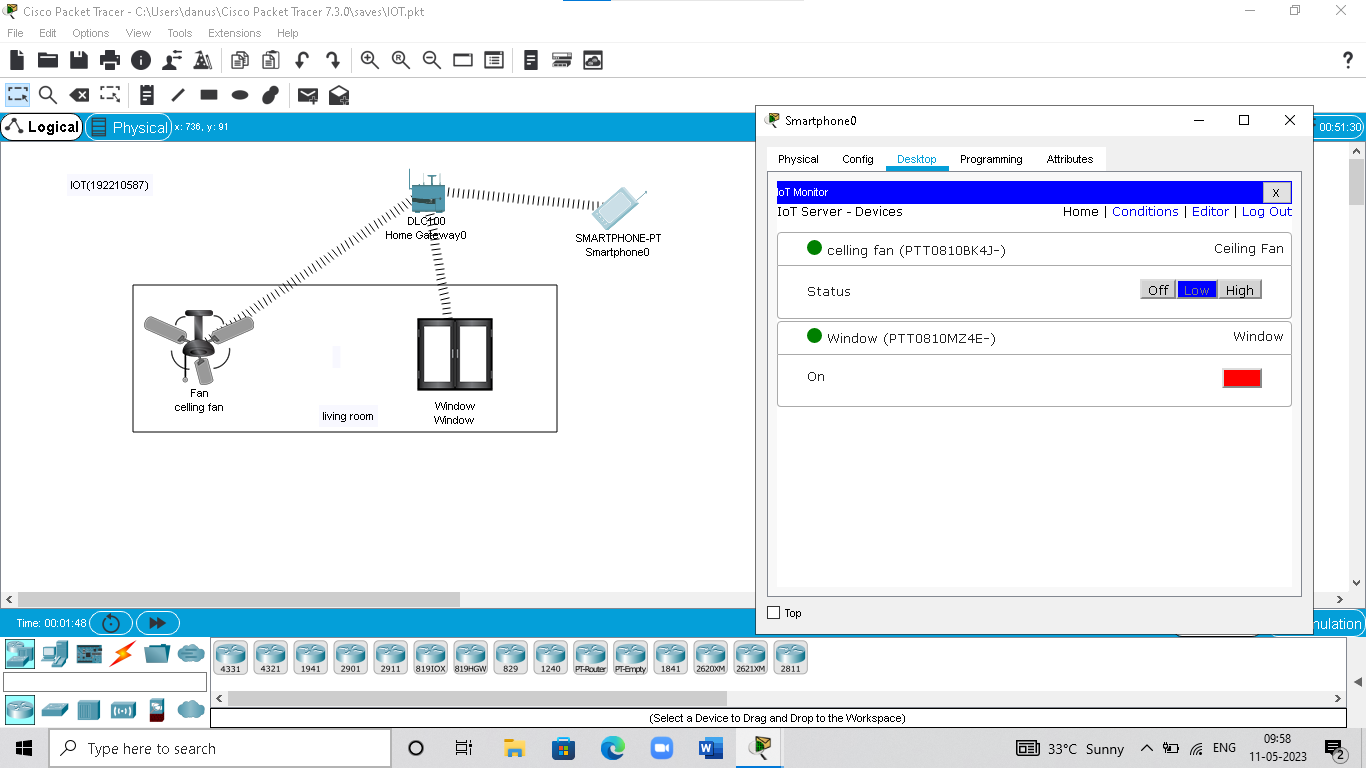 Cisco Packet Tracer - C:\Users\danus\Cisco Packet Tracer 7.3.0\saves\IOT.pkt
File Edit Options View Tools Extensions Help
?
Logical Physical x: 736, y: 91
00:51:30
IOT(192210587)
DLC100
Home Gateway0
SMARTPHONE-PT
Smartphone0
Fan
celling fan
living room
Window
Window
Smartphone0
Physical Config Desktop Programming Attributes
IoT Monitor X
IoT Server - Devices Home | Conditions | Editor | Log Out
celling fan (PTT0810BK4J-) Ceiling Fan
Status Off Low High
Window (PTT0810MZ4E-) Window
On
Top
Time: 00:01:48
4331 4321 1941 2901 2911 819IOX 819HGW 829 1240 PT-Router PT-Empty 1841 2620XM 2621XM 2811
(Select a Device to Drag and Drop to the Workspace)
Type here to search
33°C Sunny ENG 09:58
11-05-2023
2